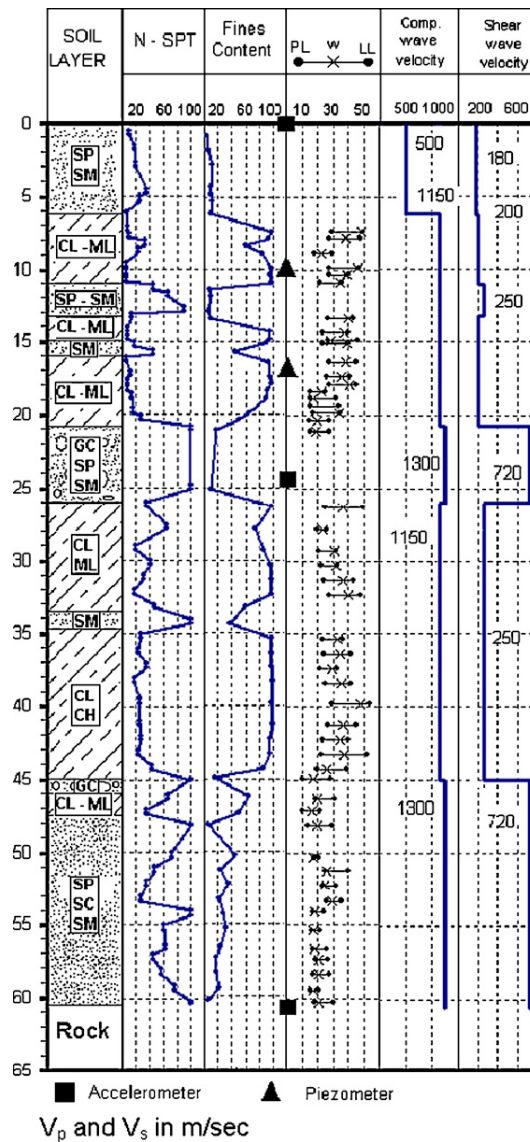 SOIL LAYER
N - SPT
Fines Content
PL W LL
Comp. wave velocity
Shear wave velocity
20 60 100
20 60 100
10 30 50
500 1000
200 600
0
SP SM
500
180
5
1150
200
CL-ML
10
SP-SM
250
CL-ML
15
SM
CL-ML
20
GC SP SM
1300
720
25
CL ML
1150
30
SM
35
250
CL CH
40
45
GC
CL-ML
1300
720
50
SP SC SM
55
60
Rock
65
Accelerometer
Piezometer
Vp and Vs in m/sec